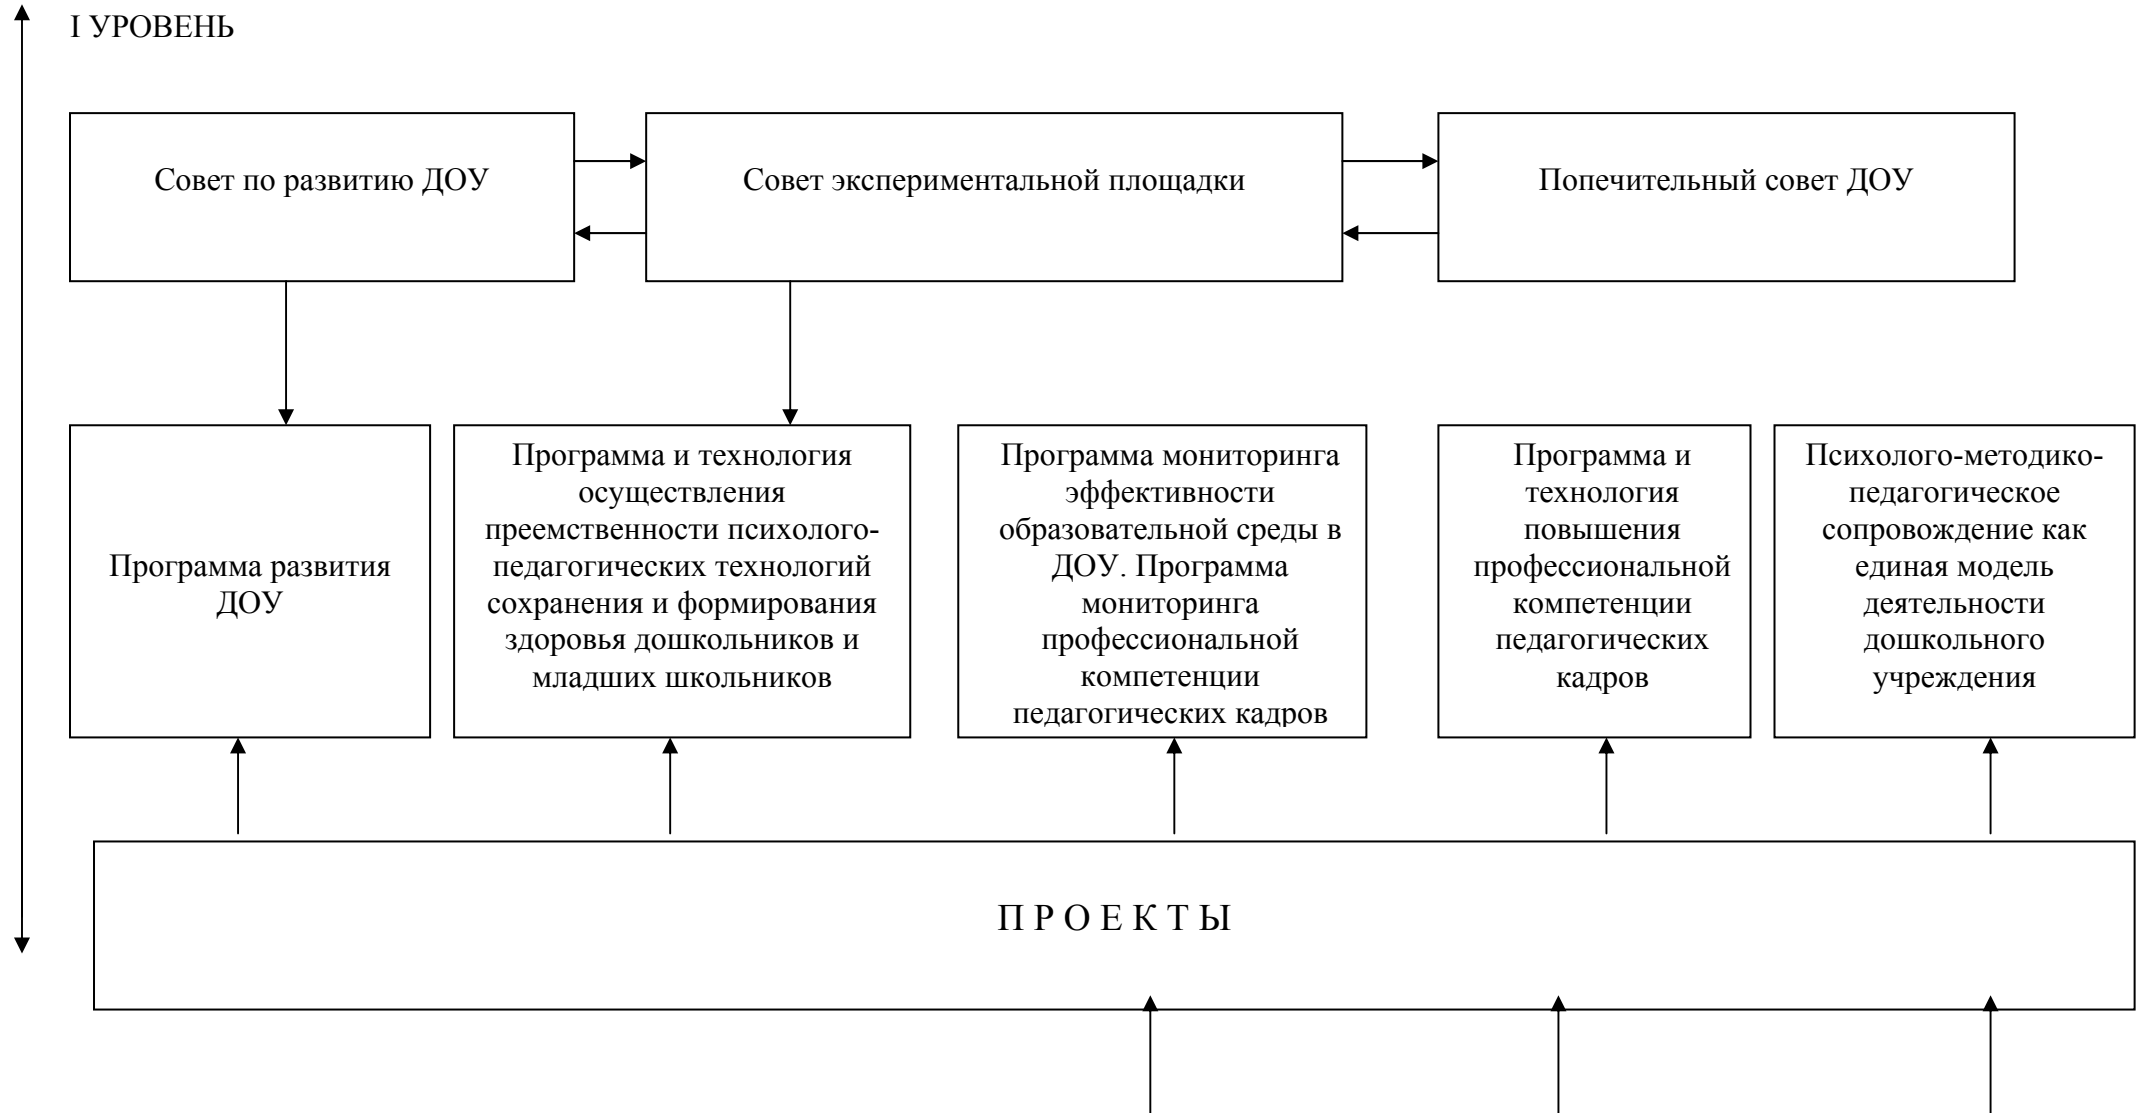 I УРОВЕНЬ
Совет по развитию ДОУ
Совет экспериментальной площадки
Попечительный совет ДОУ
Программа развития
ДОУ
Программа и технология
осуществления
преемственности психолого-
педагогических технологий
сохранения и формирования
здоровья дошкольников и
младших школьников
Программа мониторинга
эффективности
образовательной среды в
ДОУ. Программа
мониторинга
профессиональной
компетенции
педагогических кадров
Программа и
технология
повышения
профессиональной
компетенции
педагогических
кадров
Психолого-методико-
педагогическое
сопровождение как
единая модель
деятельности
дошкольного
учреждения
П Р О Е К Т Ы